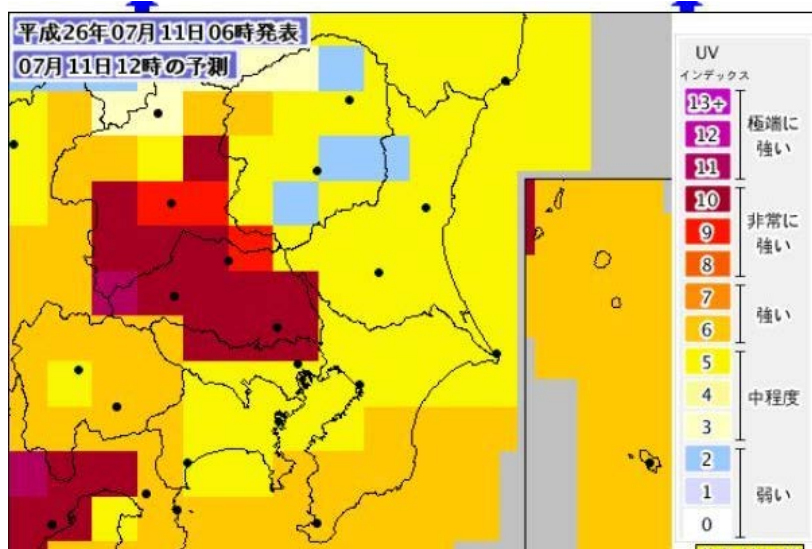 平成26年07月11日06時発表
07月11日12時の予測
UV
インデックス
13+
12
極端に
強い
11
10
9
非常に
強い
8
7
6
強い
5
4
中程度
3
2
1
弱い
0